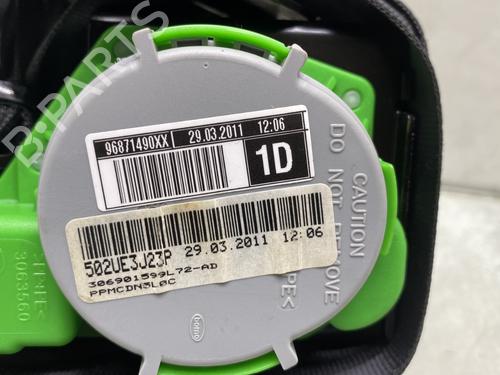 96871490XX 29.03.2011 12:06
1D
502UE3J23P 29.03.2011 12:06
306901599L72-AD
PPMCDN3L0C
CAUTION
DO NOT REMOVE
3063560
B-PARTS